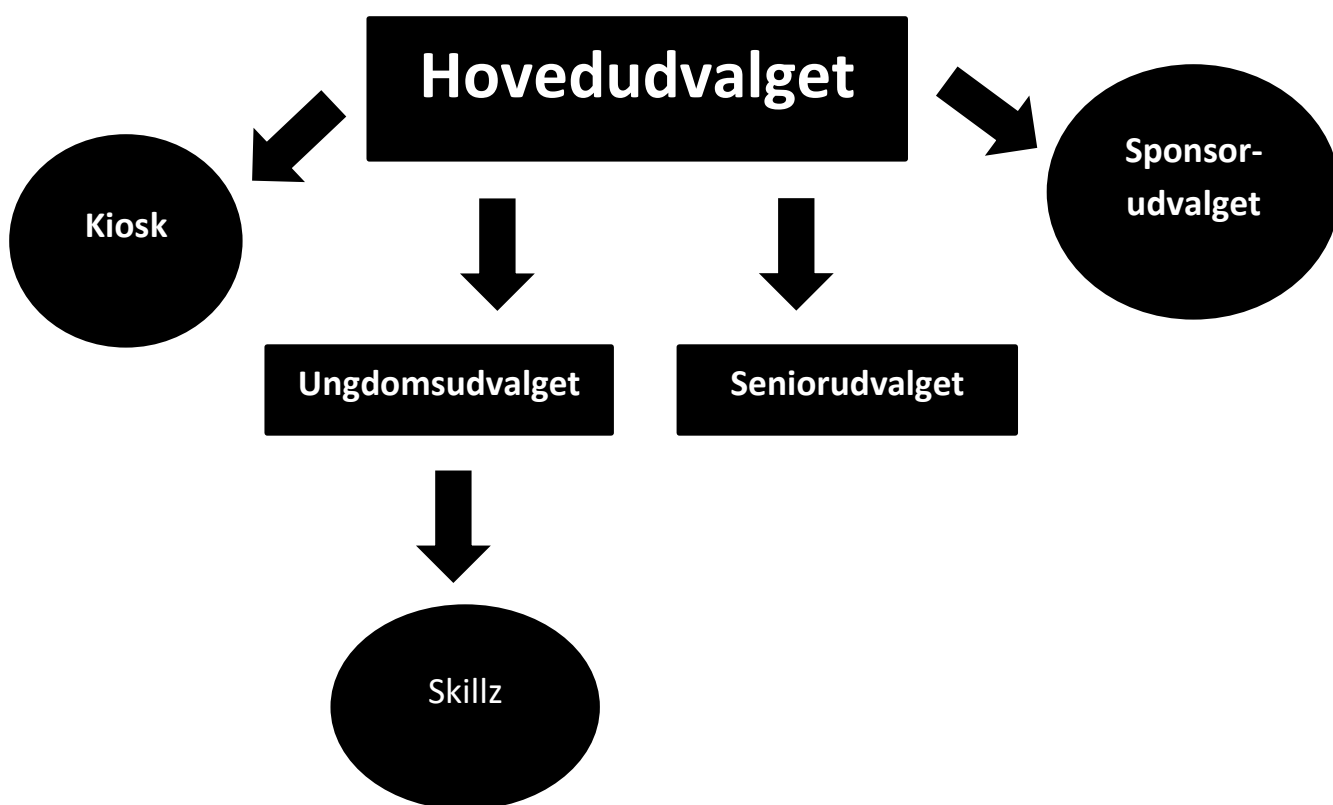 Hovedudvalget
Sponsor-
udvalget
Kiosk
Ungdomsudvalget
Seniorudvalget
Skillz